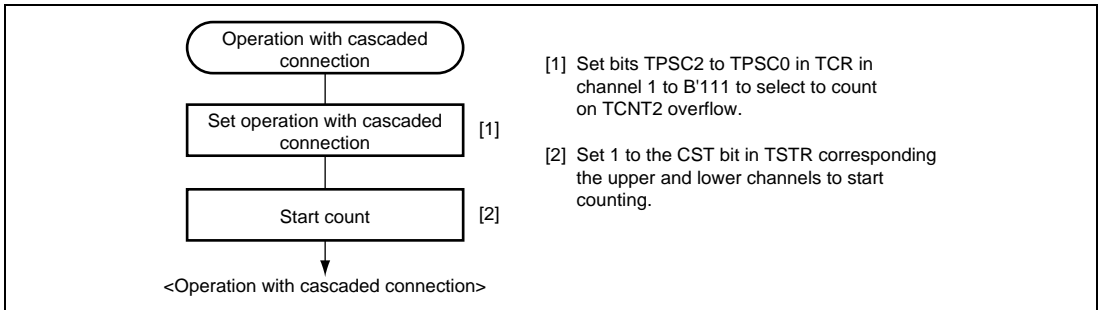 Operation with cascaded
connection
Set operation with cascaded
connection
[1]
Start count
[2]
<Operation with cascaded connection>
[1] Set bits TPSC2 to TPSC0 in TCR in
channel 1 to B'111 to select to count
on TCNT2 overflow.
[2] Set 1 to the CST bit in TSTR corresponding
the upper and lower channels to start
counting.